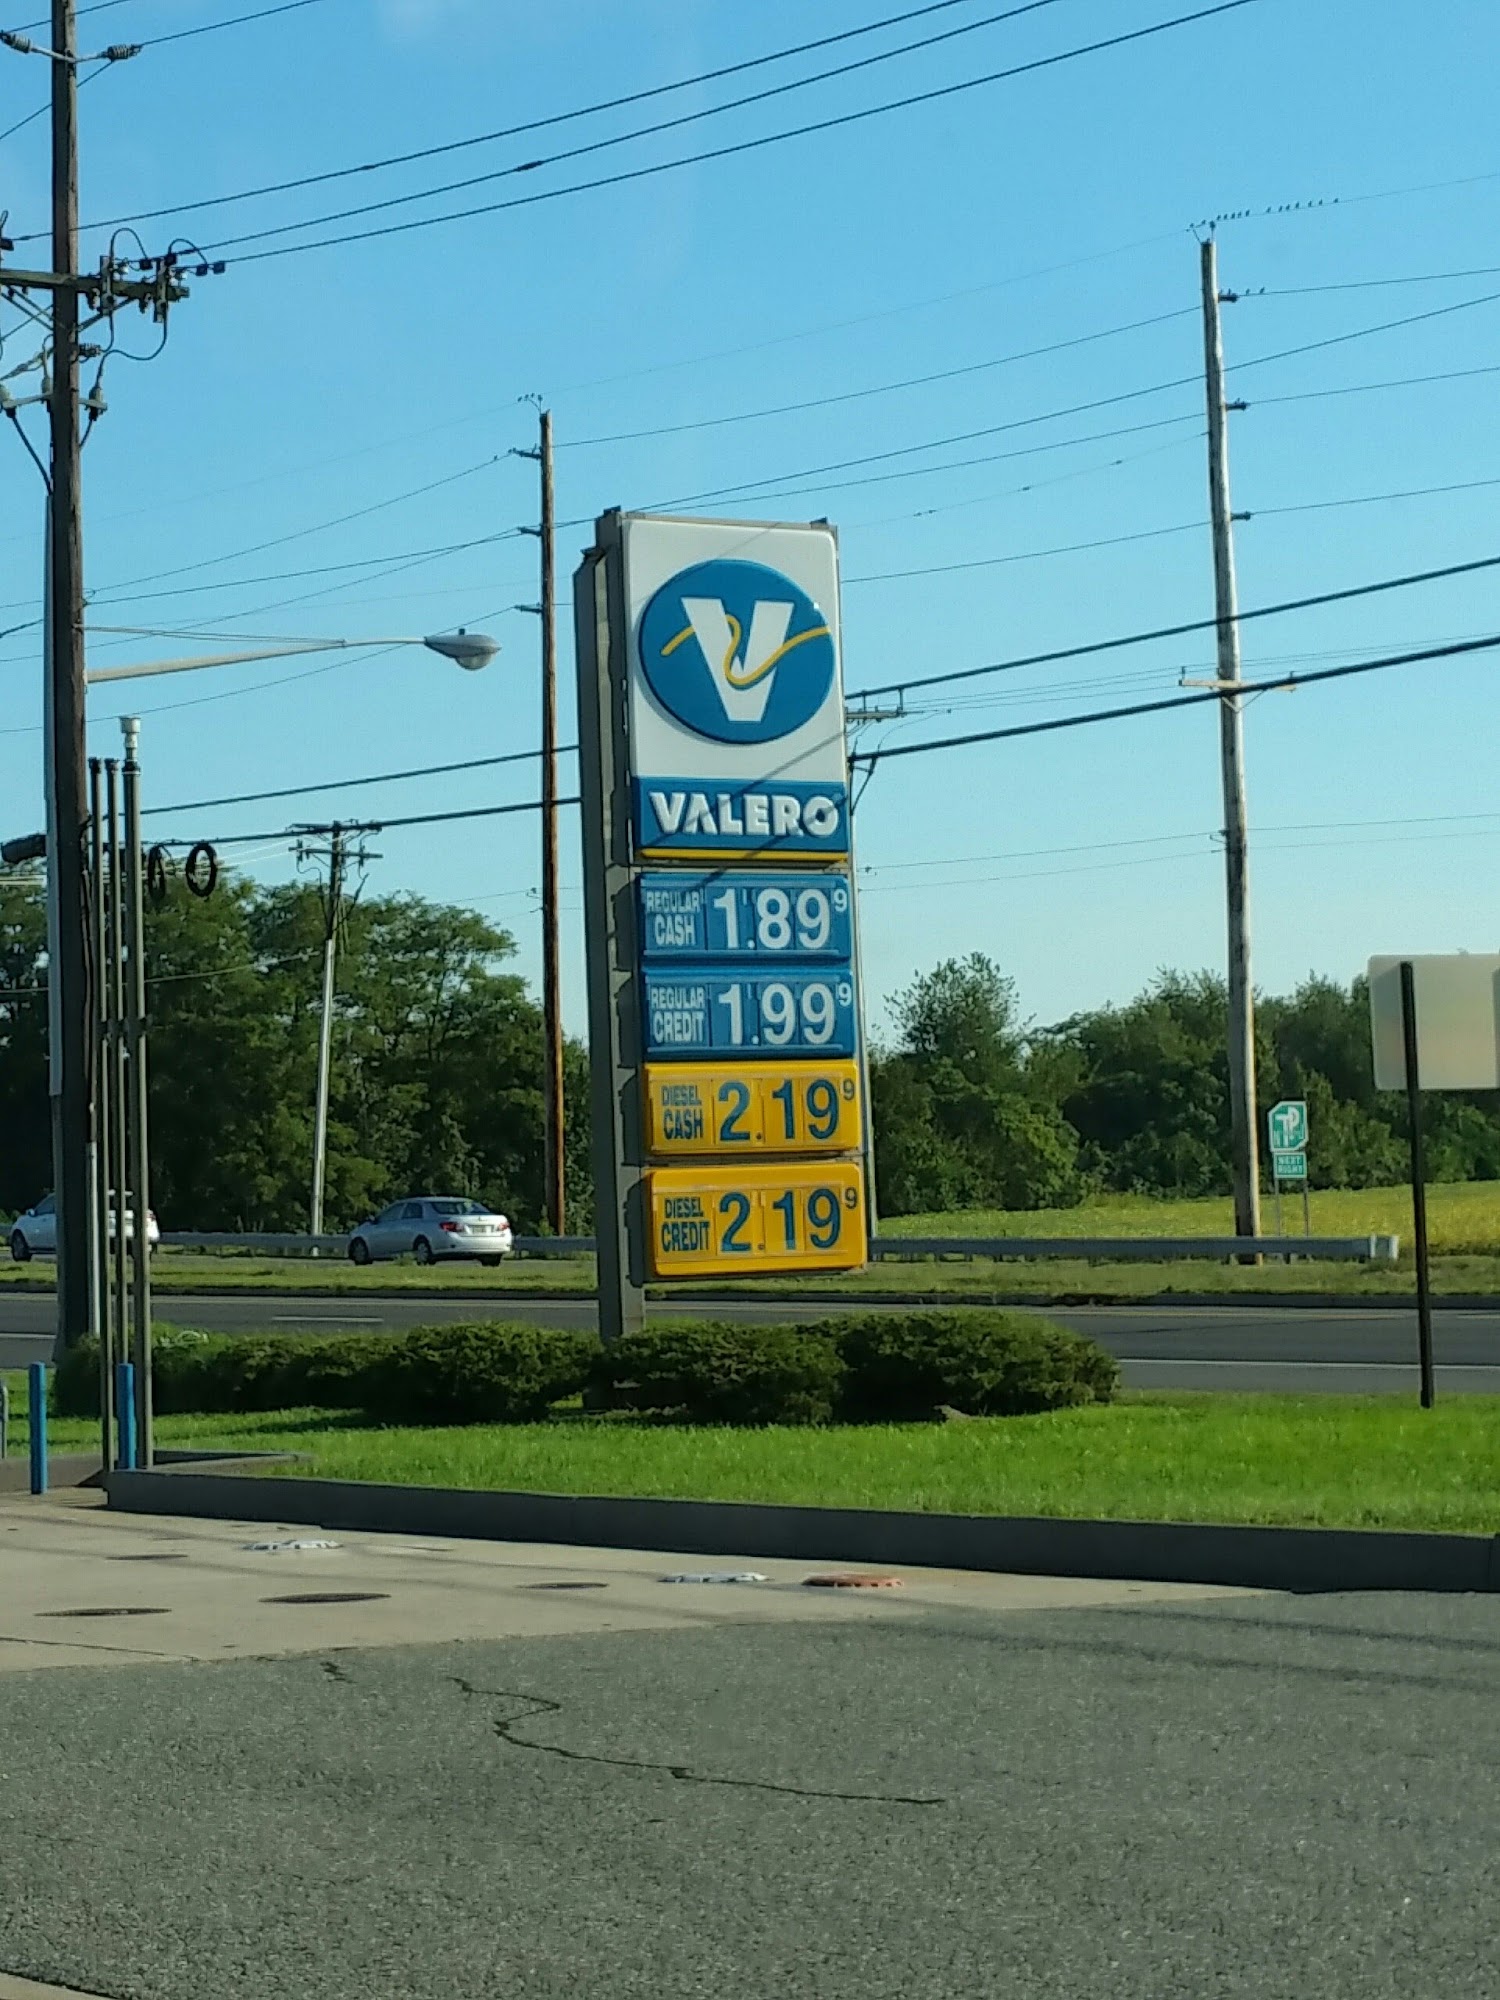 V
VALERO
REGULAR
CASH 1.89 9
REGULAR
CREDIT 1.99 9
DIESEL
CASH 2.19 9
DIESEL
CREDIT 2.19 9
TP
NEXT
RIGHT